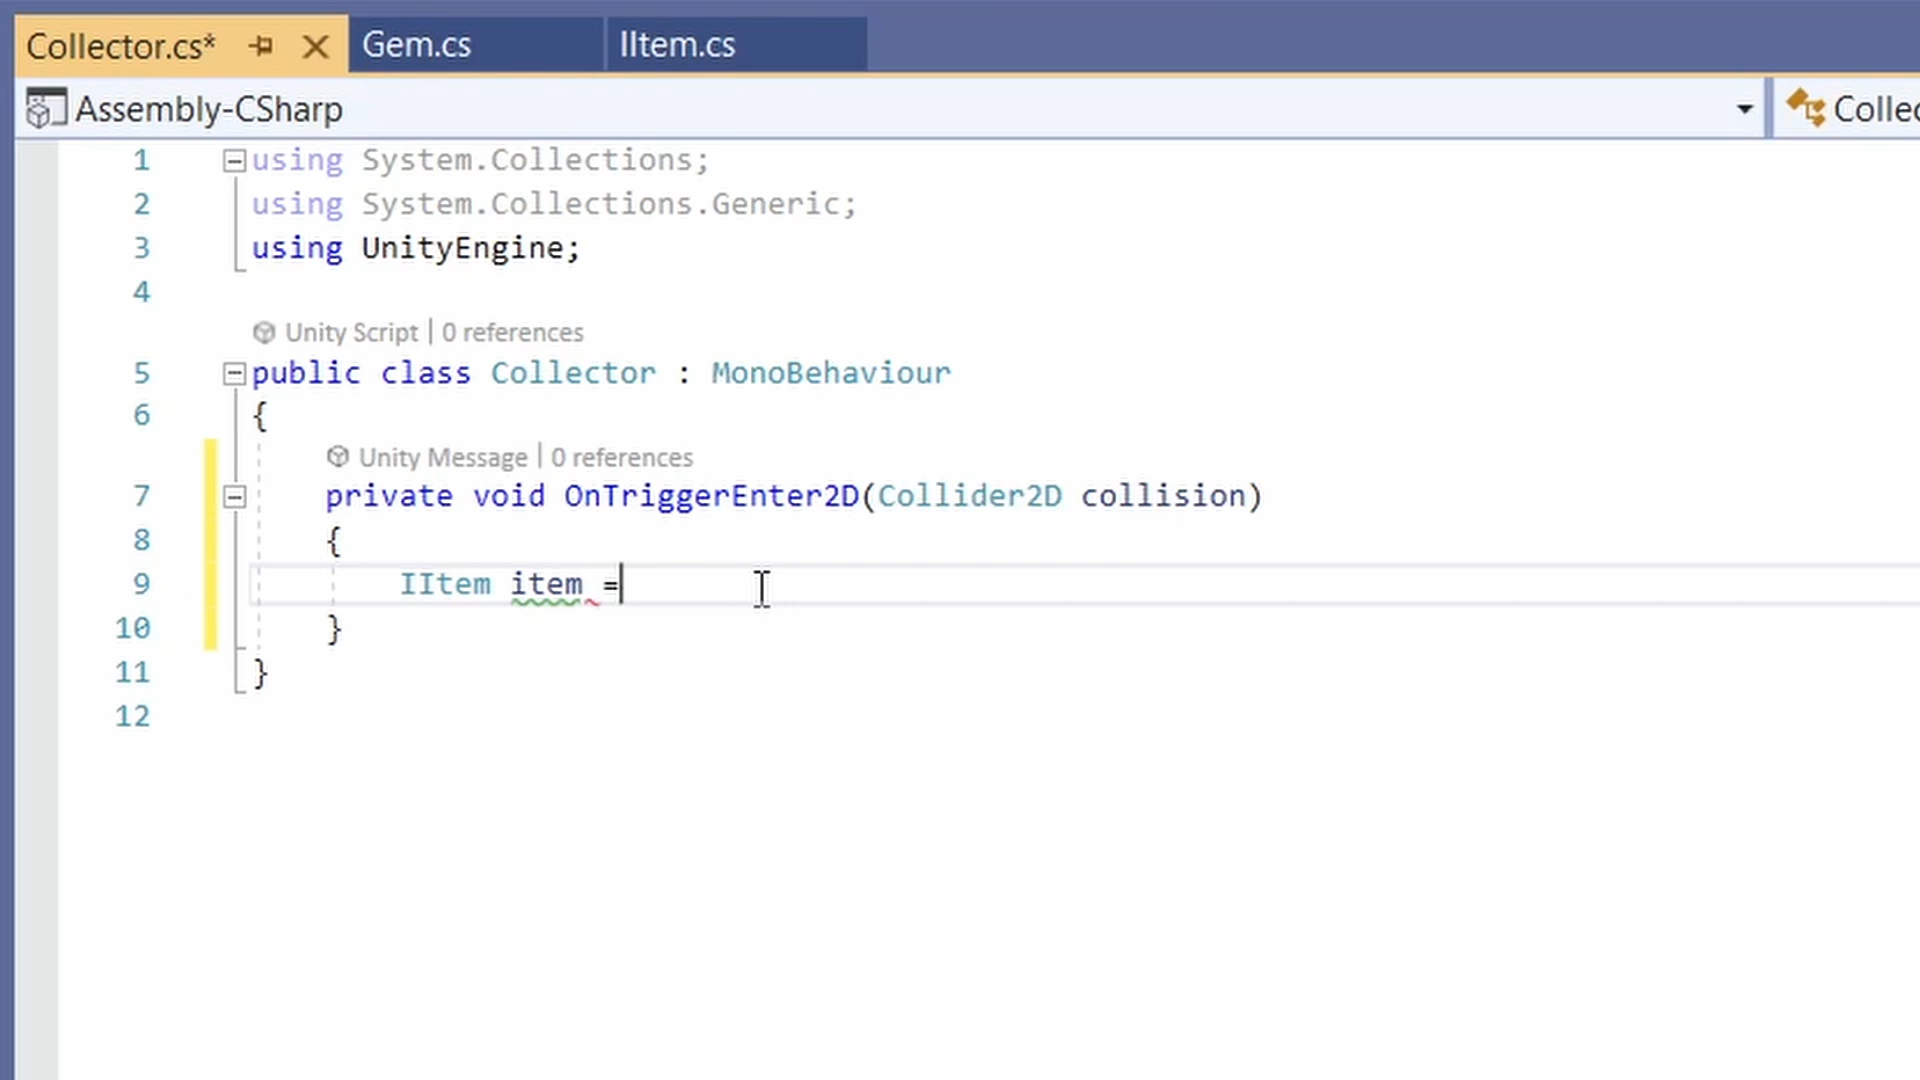 Collector.cs* Gem.cs IItem.cs
Assembly-CSharp Collec
1 using System.Collections;
2 using System.Collections.Generic;
3 using UnityEngine;
4
Unity Script | 0 references
5 public class Collector : MonoBehaviour
6 {
Unity Message | 0 references
7 private void OnTriggerEnter2D(Collider2D collision)
8 {
9 IItem item =
10 }
11 }
12